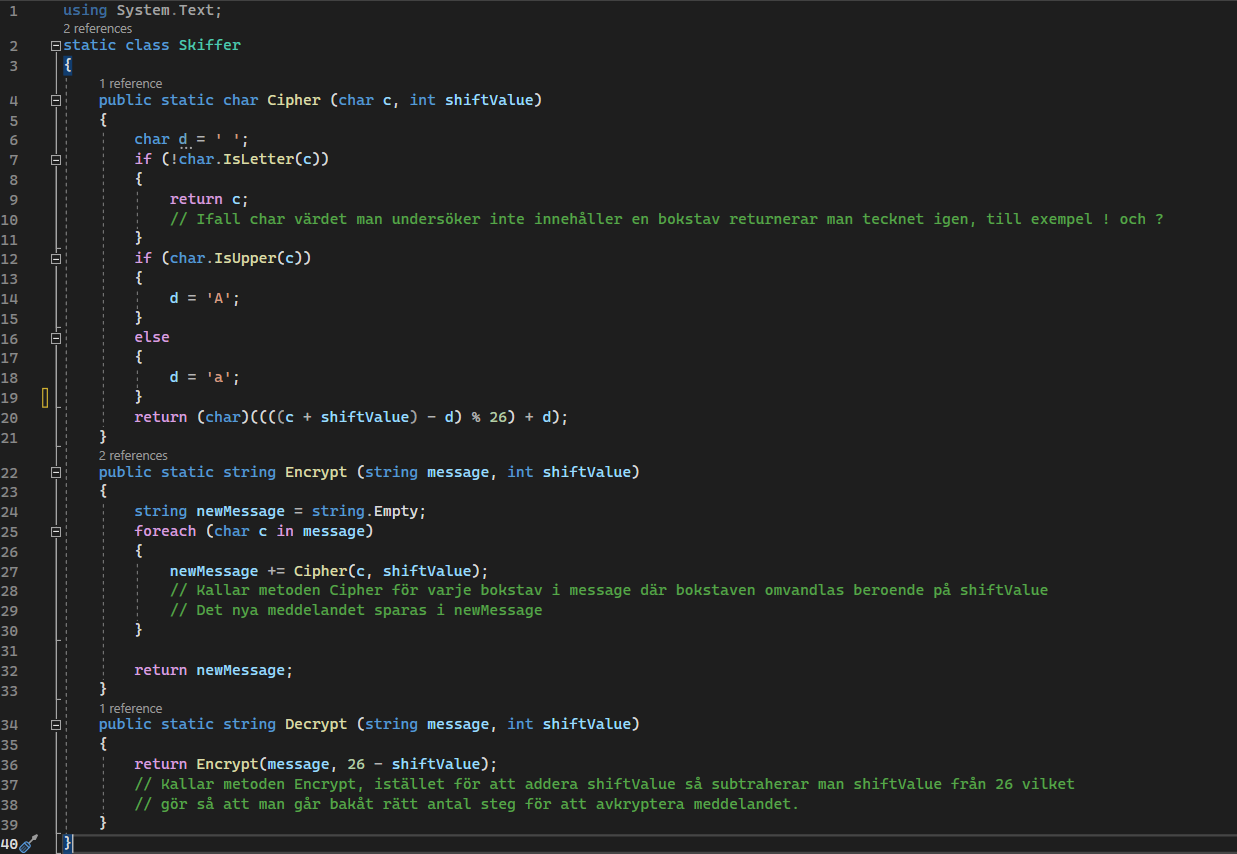 1 using System.Text;
2 references
2 static class Skiffer
3 {
1 reference
4 public static char Cipher (char c, int shiftValue)
5 {
6 char d = ' ';
7 if (!char.IsLetter(c))
8 {
9 return c;
10 // Ifall char värdet man undersöker inte innehåller en bokstav returnerar man tecknet igen, till exempel ! och ?
11 }
12 if (char.IsUpper(c))
13 {
14 d = 'A';
15 }
16 else
17 {
18 d = 'a';
19 }
20 return (char)((((c + shiftValue) - d) % 26) + d);
21 }
2 references
22 public static string Encrypt (string message, int shiftValue)
23 {
24 string newMessage = string.Empty;
25 foreach (char c in message)
26 {
27 newMessage += Cipher(c, shiftValue);
28 // Kallar metoden Cipher för varje bokstav i message där bokstaven omvandlas beroende på shiftValue
29 // Det nya meddelandet sparas i newMessage
30 }
31
32 return newMessage;
33 }
1 reference
34 public static string Decrypt (string message, int shiftValue)
35 {
36 return Encrypt(message, 26 - shiftValue);
37 // Kallar metoden Encrypt, istället för att addera shiftValue så subtraherar man shiftValue från 26 vilket
38 // gör så att man går bakåt rätt antal steg för att avkryptera meddelandet.
39 }
40 }